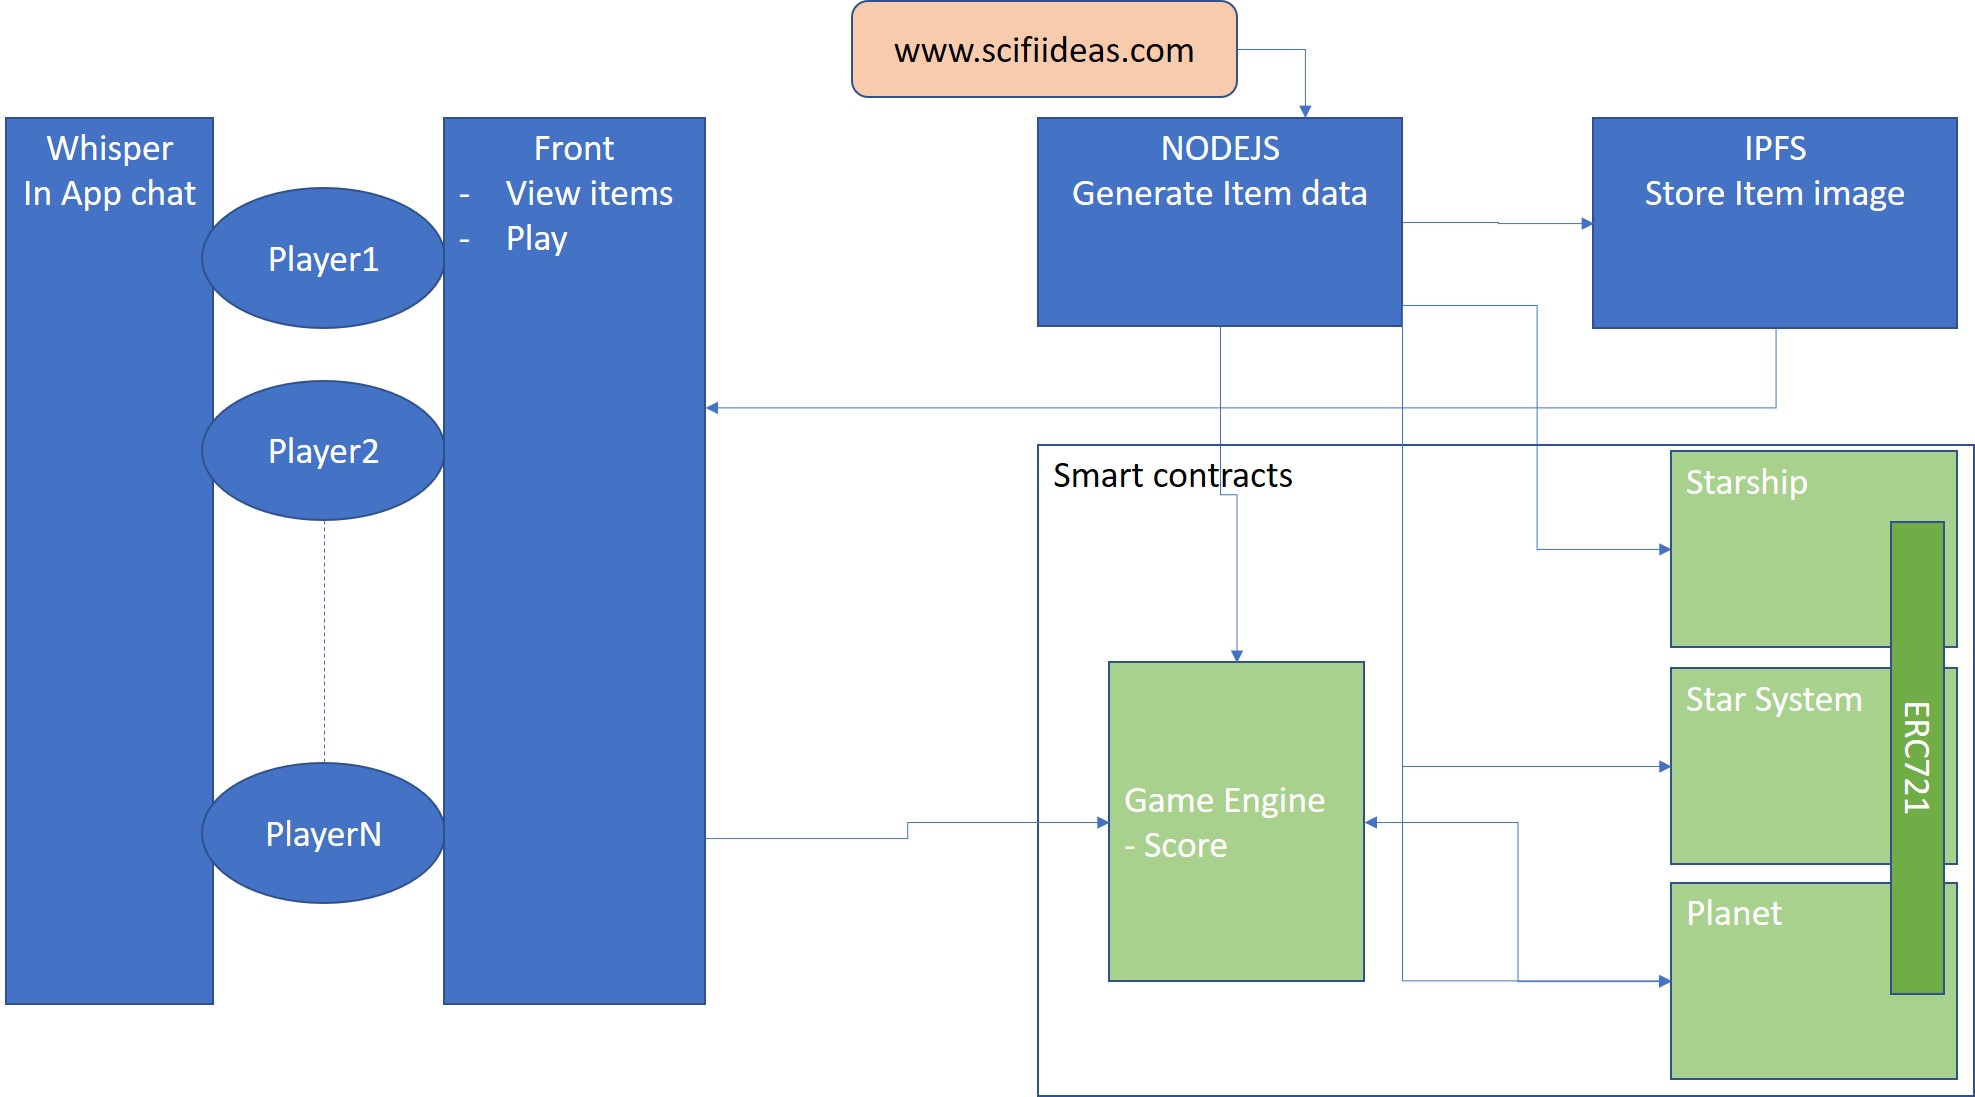 www.scifiideas.com
Whisper
In App chat
Player1
Player2
PlayerN
Front
- View items
- Play
NODEJS
Generate Item data
IPFS
Store Item image
Smart contracts
Game Engine
- Score
Starship
Star System
Planet
ERC721